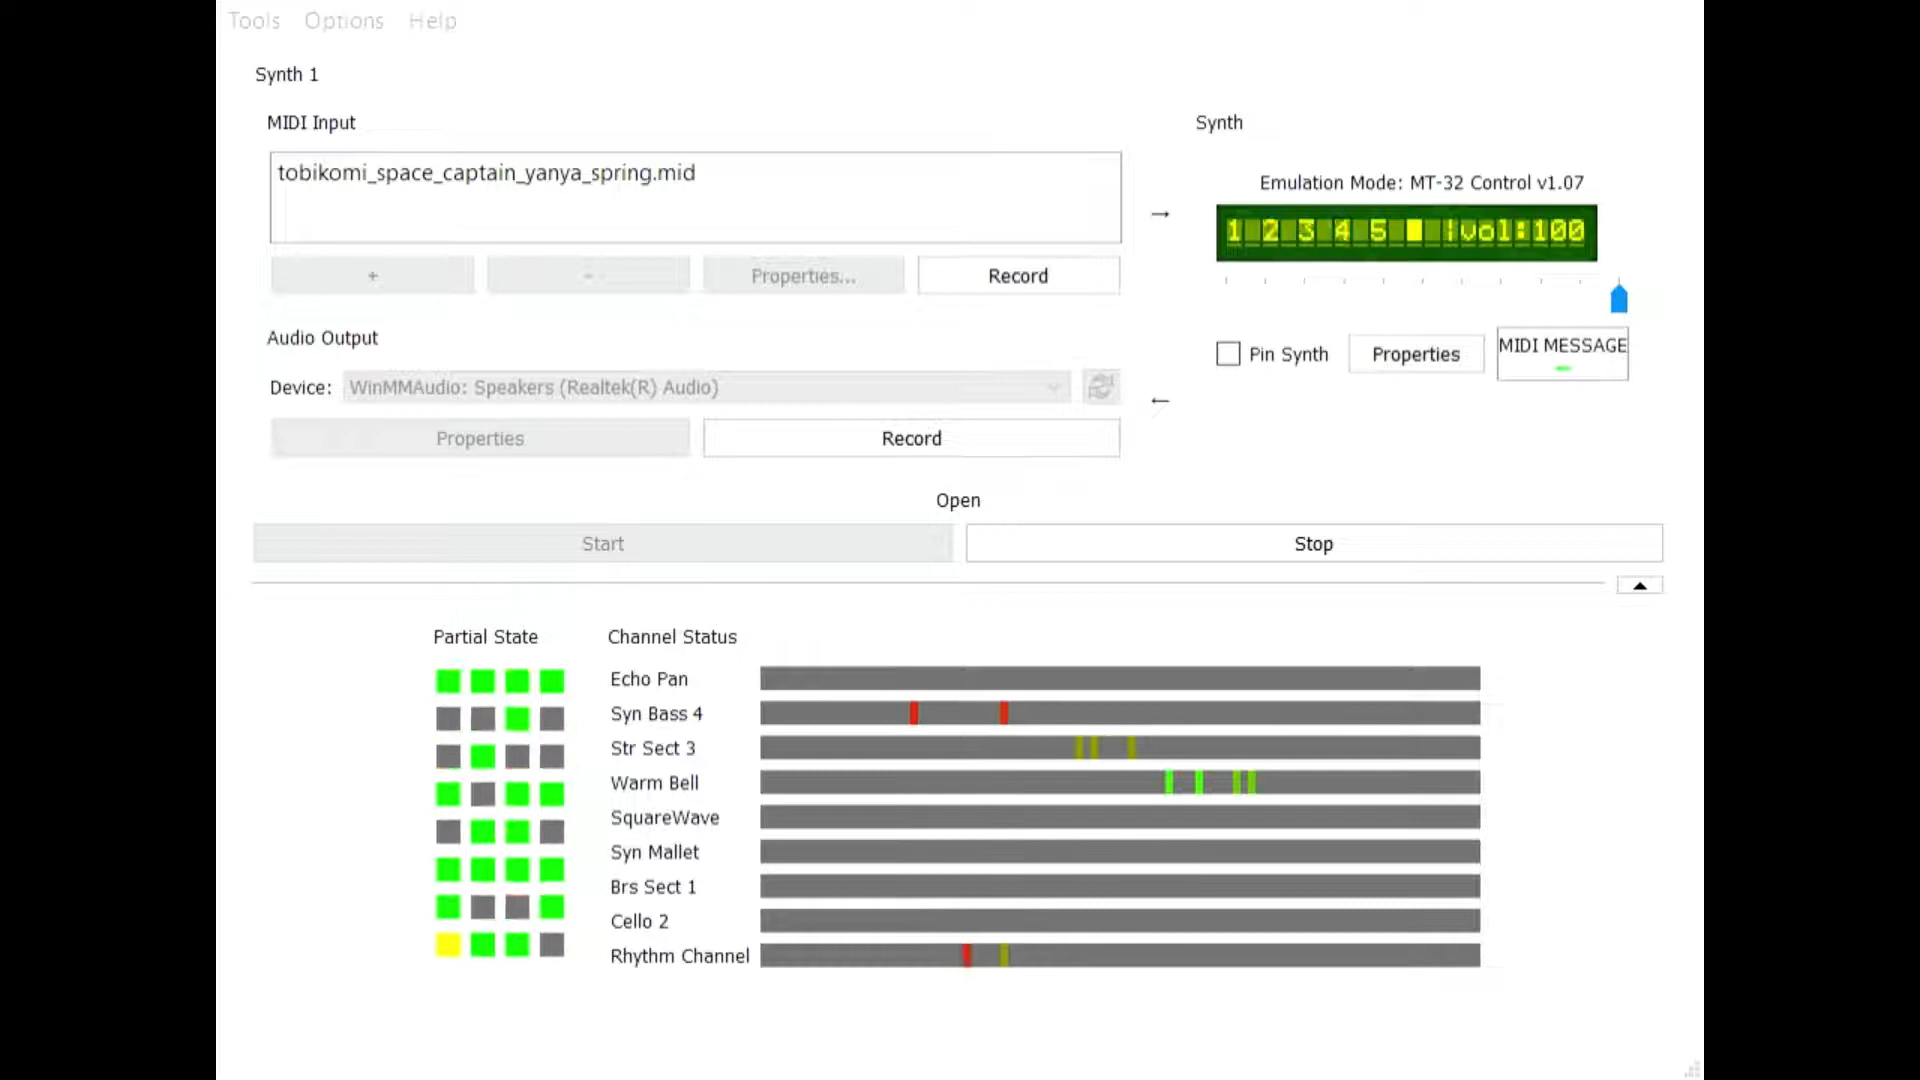 Tools Options Help
Synth 1
MIDI Input
Synth
tobikomi_space_captain_yanya_spring.mid
Emulation Mode: MT-32 Control v1.07
1 2 3 4 5 |vol:100
+ - Properties... Record
Audio Output
Pin Synth Properties MIDI MESSAGE
Device: WinMMAudio: Speakers (Realtek(R) Audio)
Properties Record
Open
Start Stop
Partial State Channel Status
Echo Pan
Syn Bass 4
Str Sect 3
Warm Bell
SquareWave
Syn Mallet
Brs Sect 1
Cello 2
Rhythm Channel